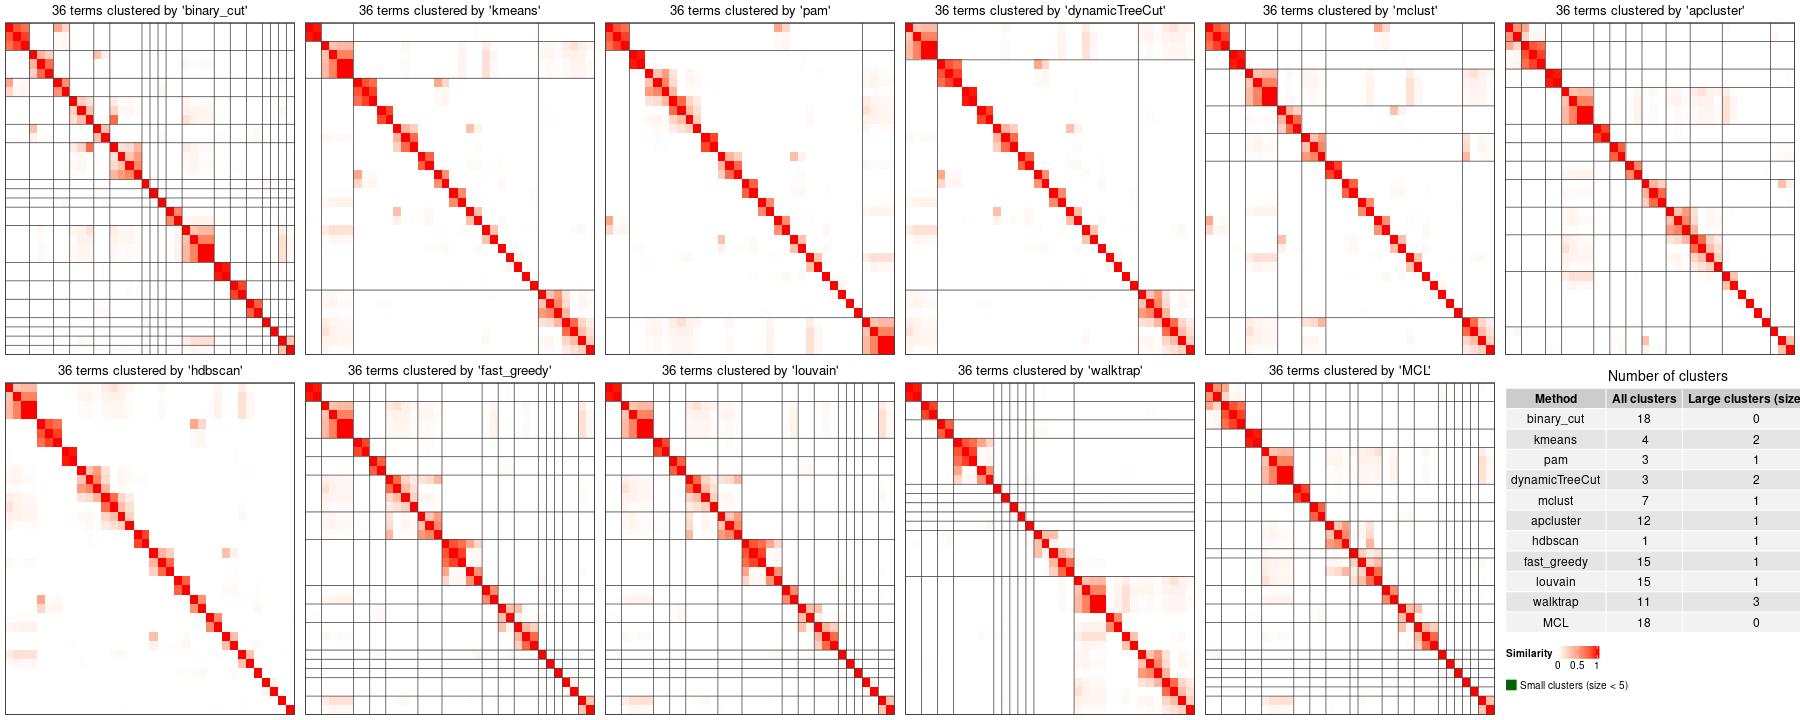 36 terms clustered by 'binary_cut'
36 terms clustered by 'kmeans'
36 terms clustered by 'pam'
36 terms clustered by 'dynamicTreeCut'
36 terms clustered by 'mclust'
36 terms clustered by 'apcluster'
36 terms clustered by 'hdbscan'
36 terms clustered by 'fast_greedy'
36 terms clustered by 'louvain'
36 terms clustered by 'walktrap'
36 terms clustered by 'MCL'
Number of clusters
Method All clusters Large clusters (size
binary_cut 18 0
kmeans 4 2
pam 3 1
dynamicTreeCut 3 2
mclust 7 1
apcluster 12 1
hdbscan 1 1
fast_greedy 15 1
louvain 15 1
walktrap 11 3
MCL 18 0
Similarity
0 0.5 1
Small clusters (size < 5)